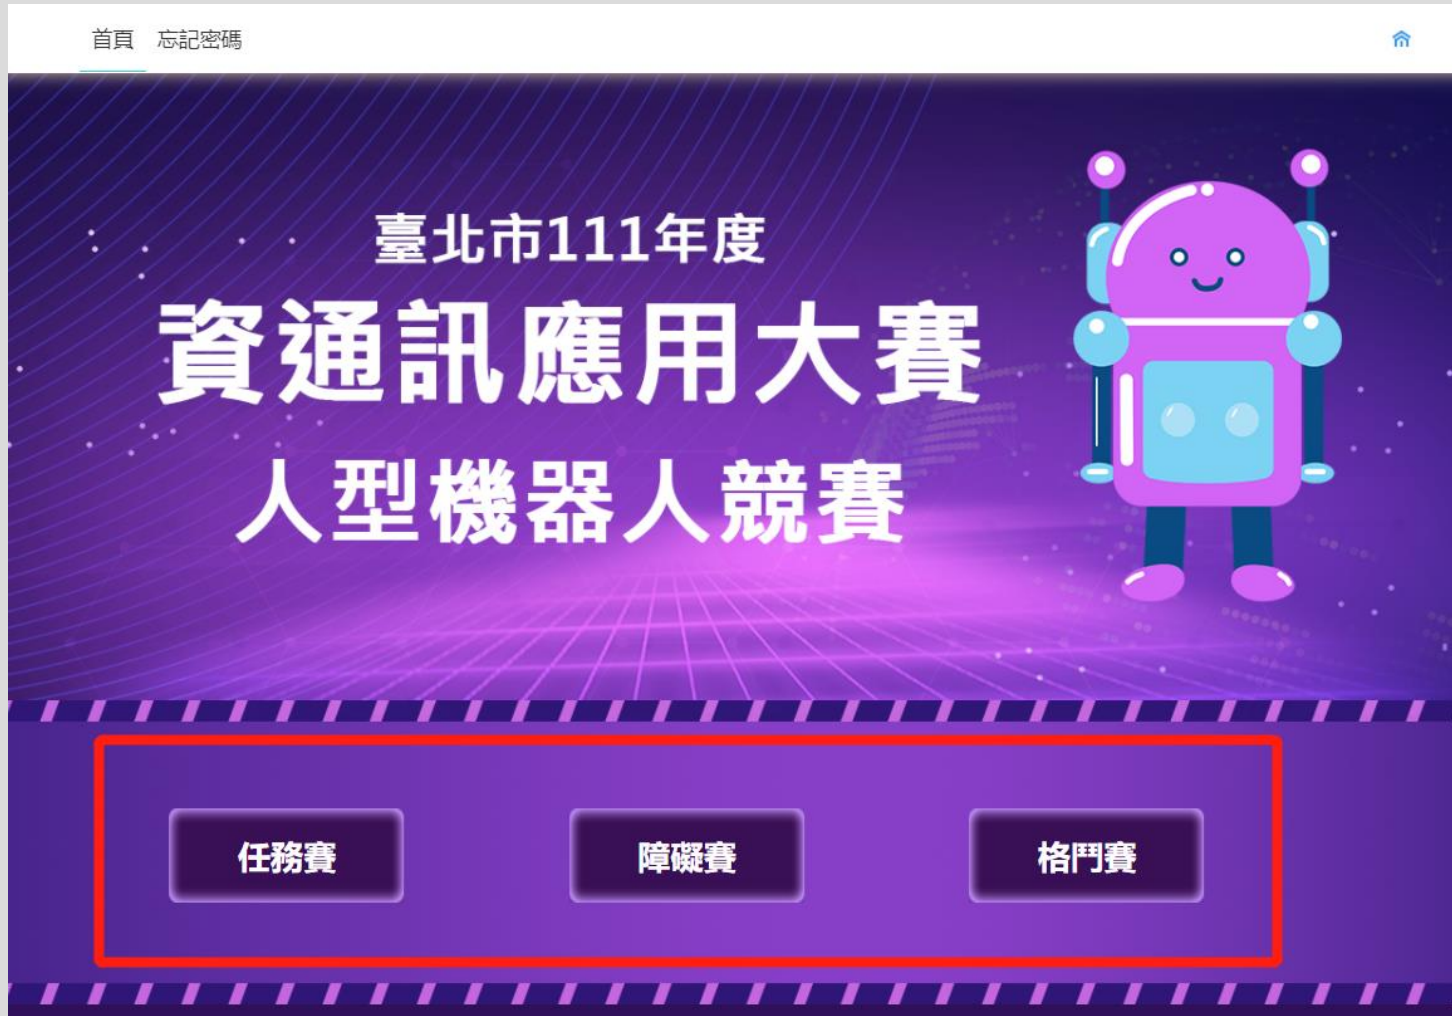 首頁 忘記密碼
臺北市111年度
資通訊應用大賽
人型機器人競賽
任務賽 障礙賽 格鬥賽